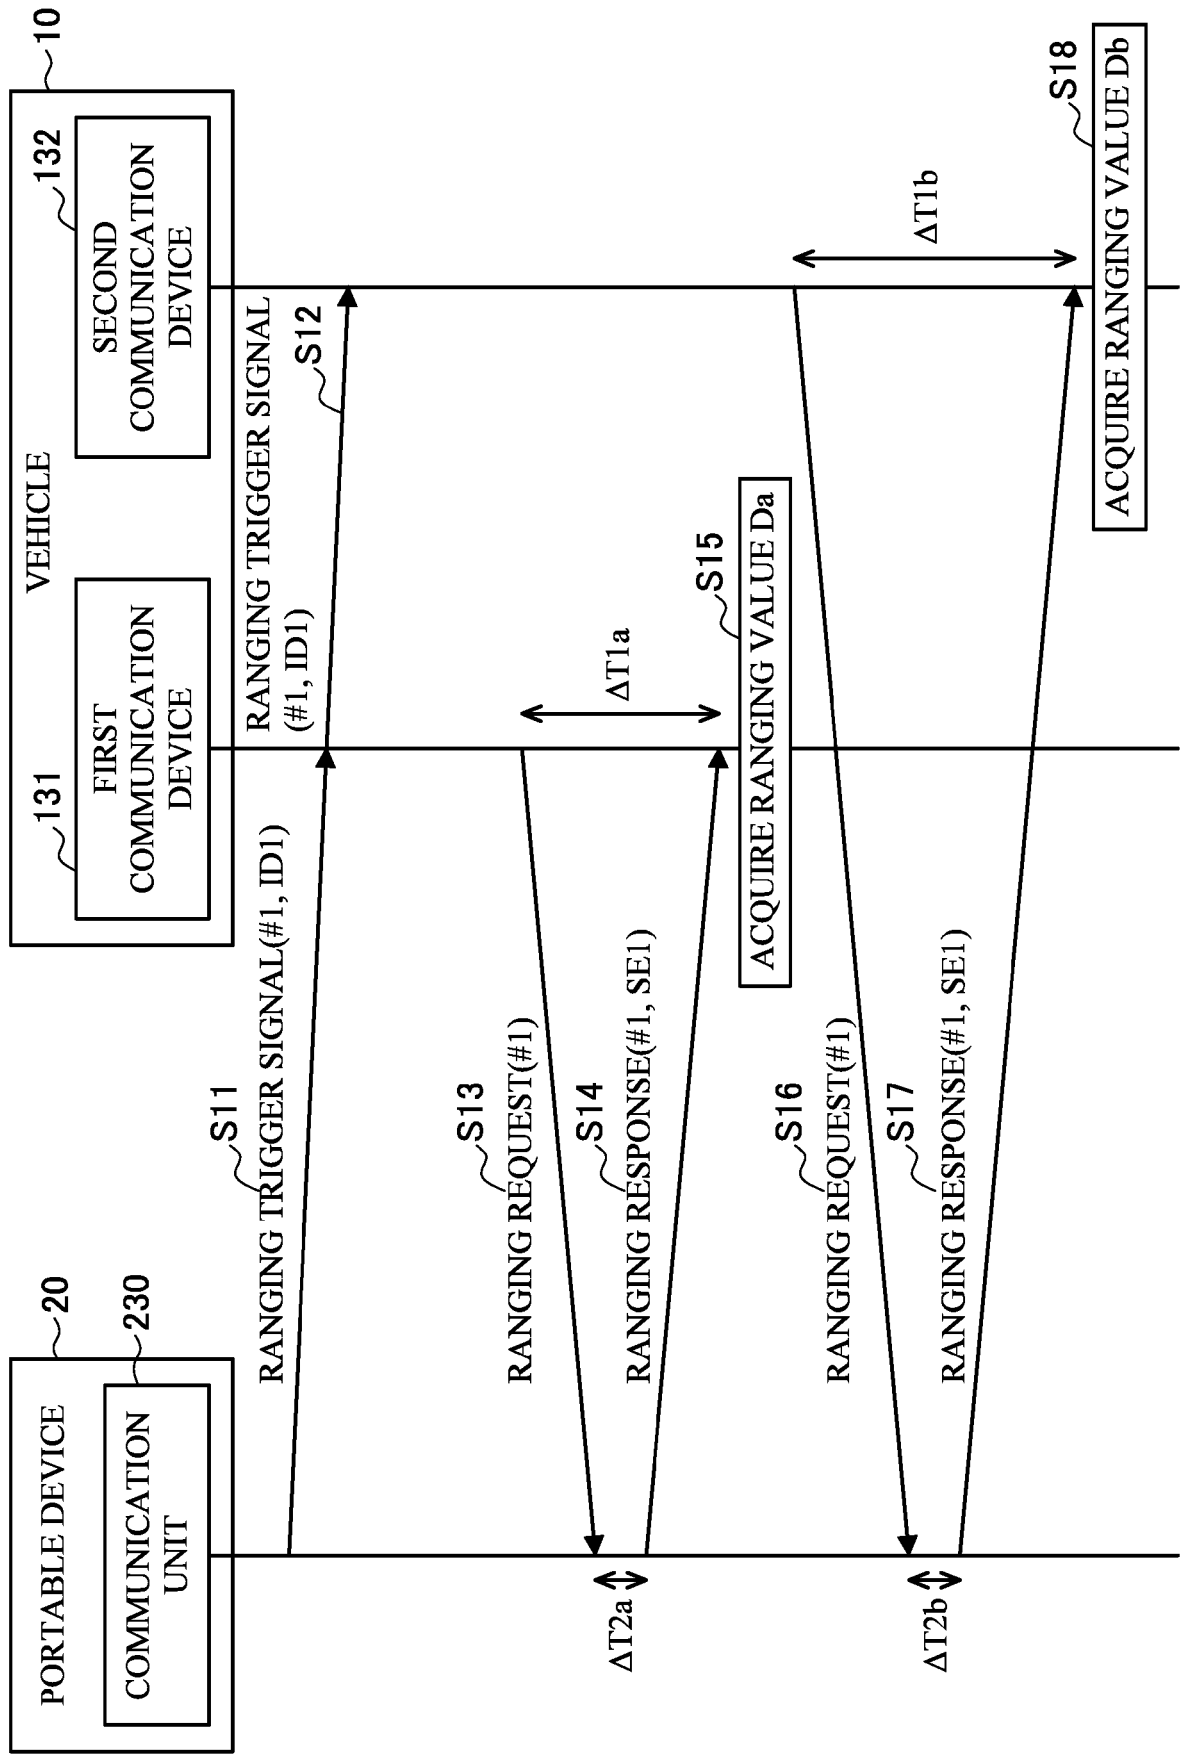 PORTABLE DEVICE
20
COMMUNICATION
UNIT
230
VEHICLE
10
FIRST
COMMUNICATION
DEVICE
131
SECOND
COMMUNICATION
DEVICE
132
S11
RANGING TRIGGER SIGNAL(#1, ID1)
RANGING TRIGGER SIGNAL
(#1, ID1)
S12
S13
RANGING REQUEST(#1)
ΔT1a
ΔT2a
S14
RANGING RESPONSE(#1, SE1)
S15
ACQUIRE RANGING VALUE Da
S16
RANGING REQUEST(#1)
ΔT1b
ΔT2b
S17
RANGING RESPONSE(#1, SE1)
S18
ACQUIRE RANGING VALUE Db